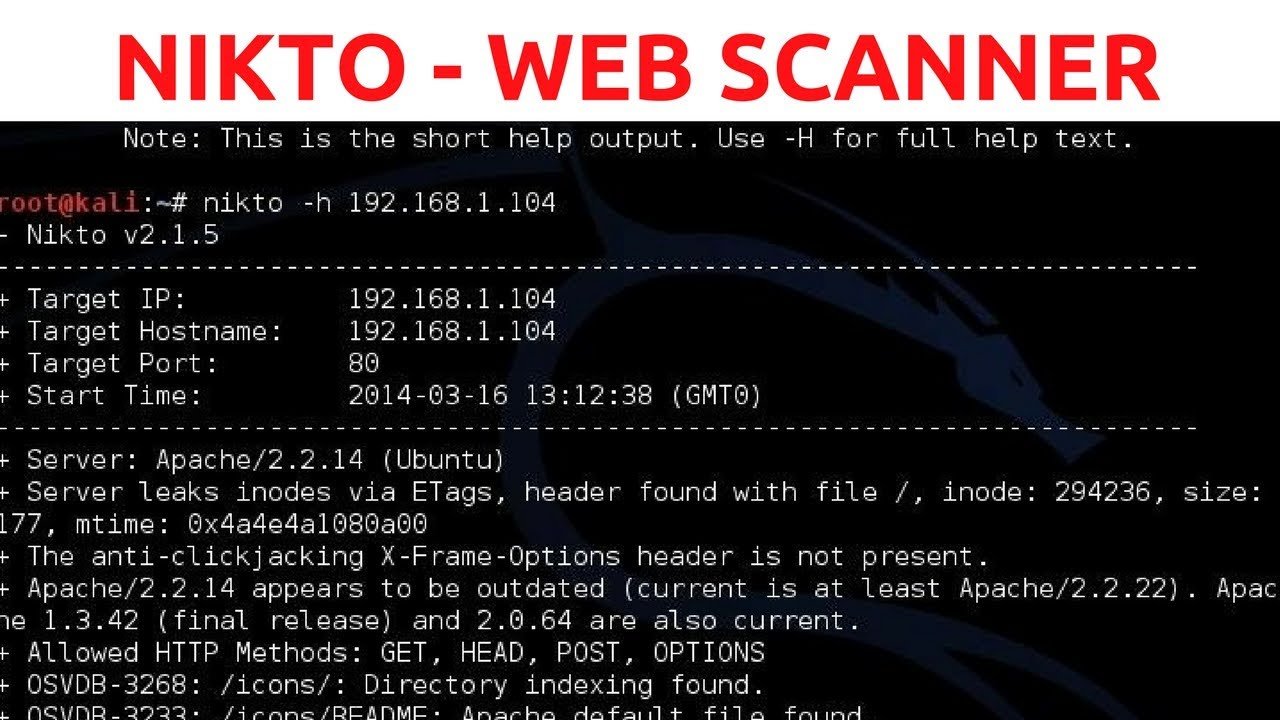 NIKTO - WEB SCANNER
Note: This is the short help output. Use -H for full help text.
root@kali:~# nikto -h 192.168.1.104
- Nikto v2.1.5
---------------------------------------------------------------------------
+ Target IP: 192.168.1.104
+ Target Hostname: 192.168.1.104
+ Target Port: 80
+ Start Time: 2014-03-16 13:12:38 (GMT0)
---------------------------------------------------------------------------
+ Server: Apache/2.2.14 (Ubuntu)
+ Server leaks inodes via ETags, header found with file /, inode: 294236, size:
177, mtime: 0x4a4e4a1080a00
+ The anti-clickjacking X-Frame-Options header is not present.
+ Apache/2.2.14 appears to be outdated (current is at least Apache/2.2.22). Apac
he 1.3.42 (final release) and 2.0.64 are also current.
+ Allowed HTTP Methods: GET, HEAD, POST, OPTIONS
+ OSVDB-3268: /icons/: Directory indexing found.
+ OSVDB-3233: /icons/README: Apache default file found.